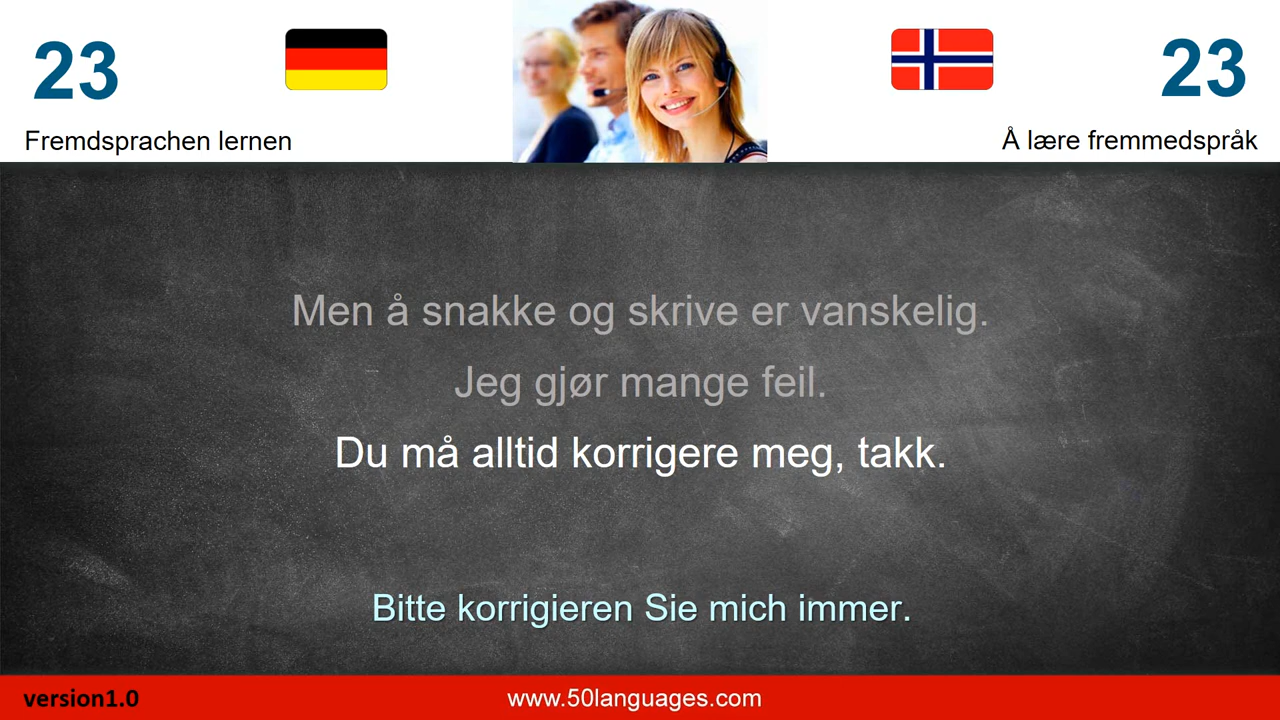 23
23
Fremdsprachen lernen
Å lære fremmedspråk
Men å snakke og skrive er vanskelig.
Jeg gjør mange feil.
Du må alltid korrigere meg, takk.
Bitte korrigieren Sie mich immer.
version1.0
www.50languages.com